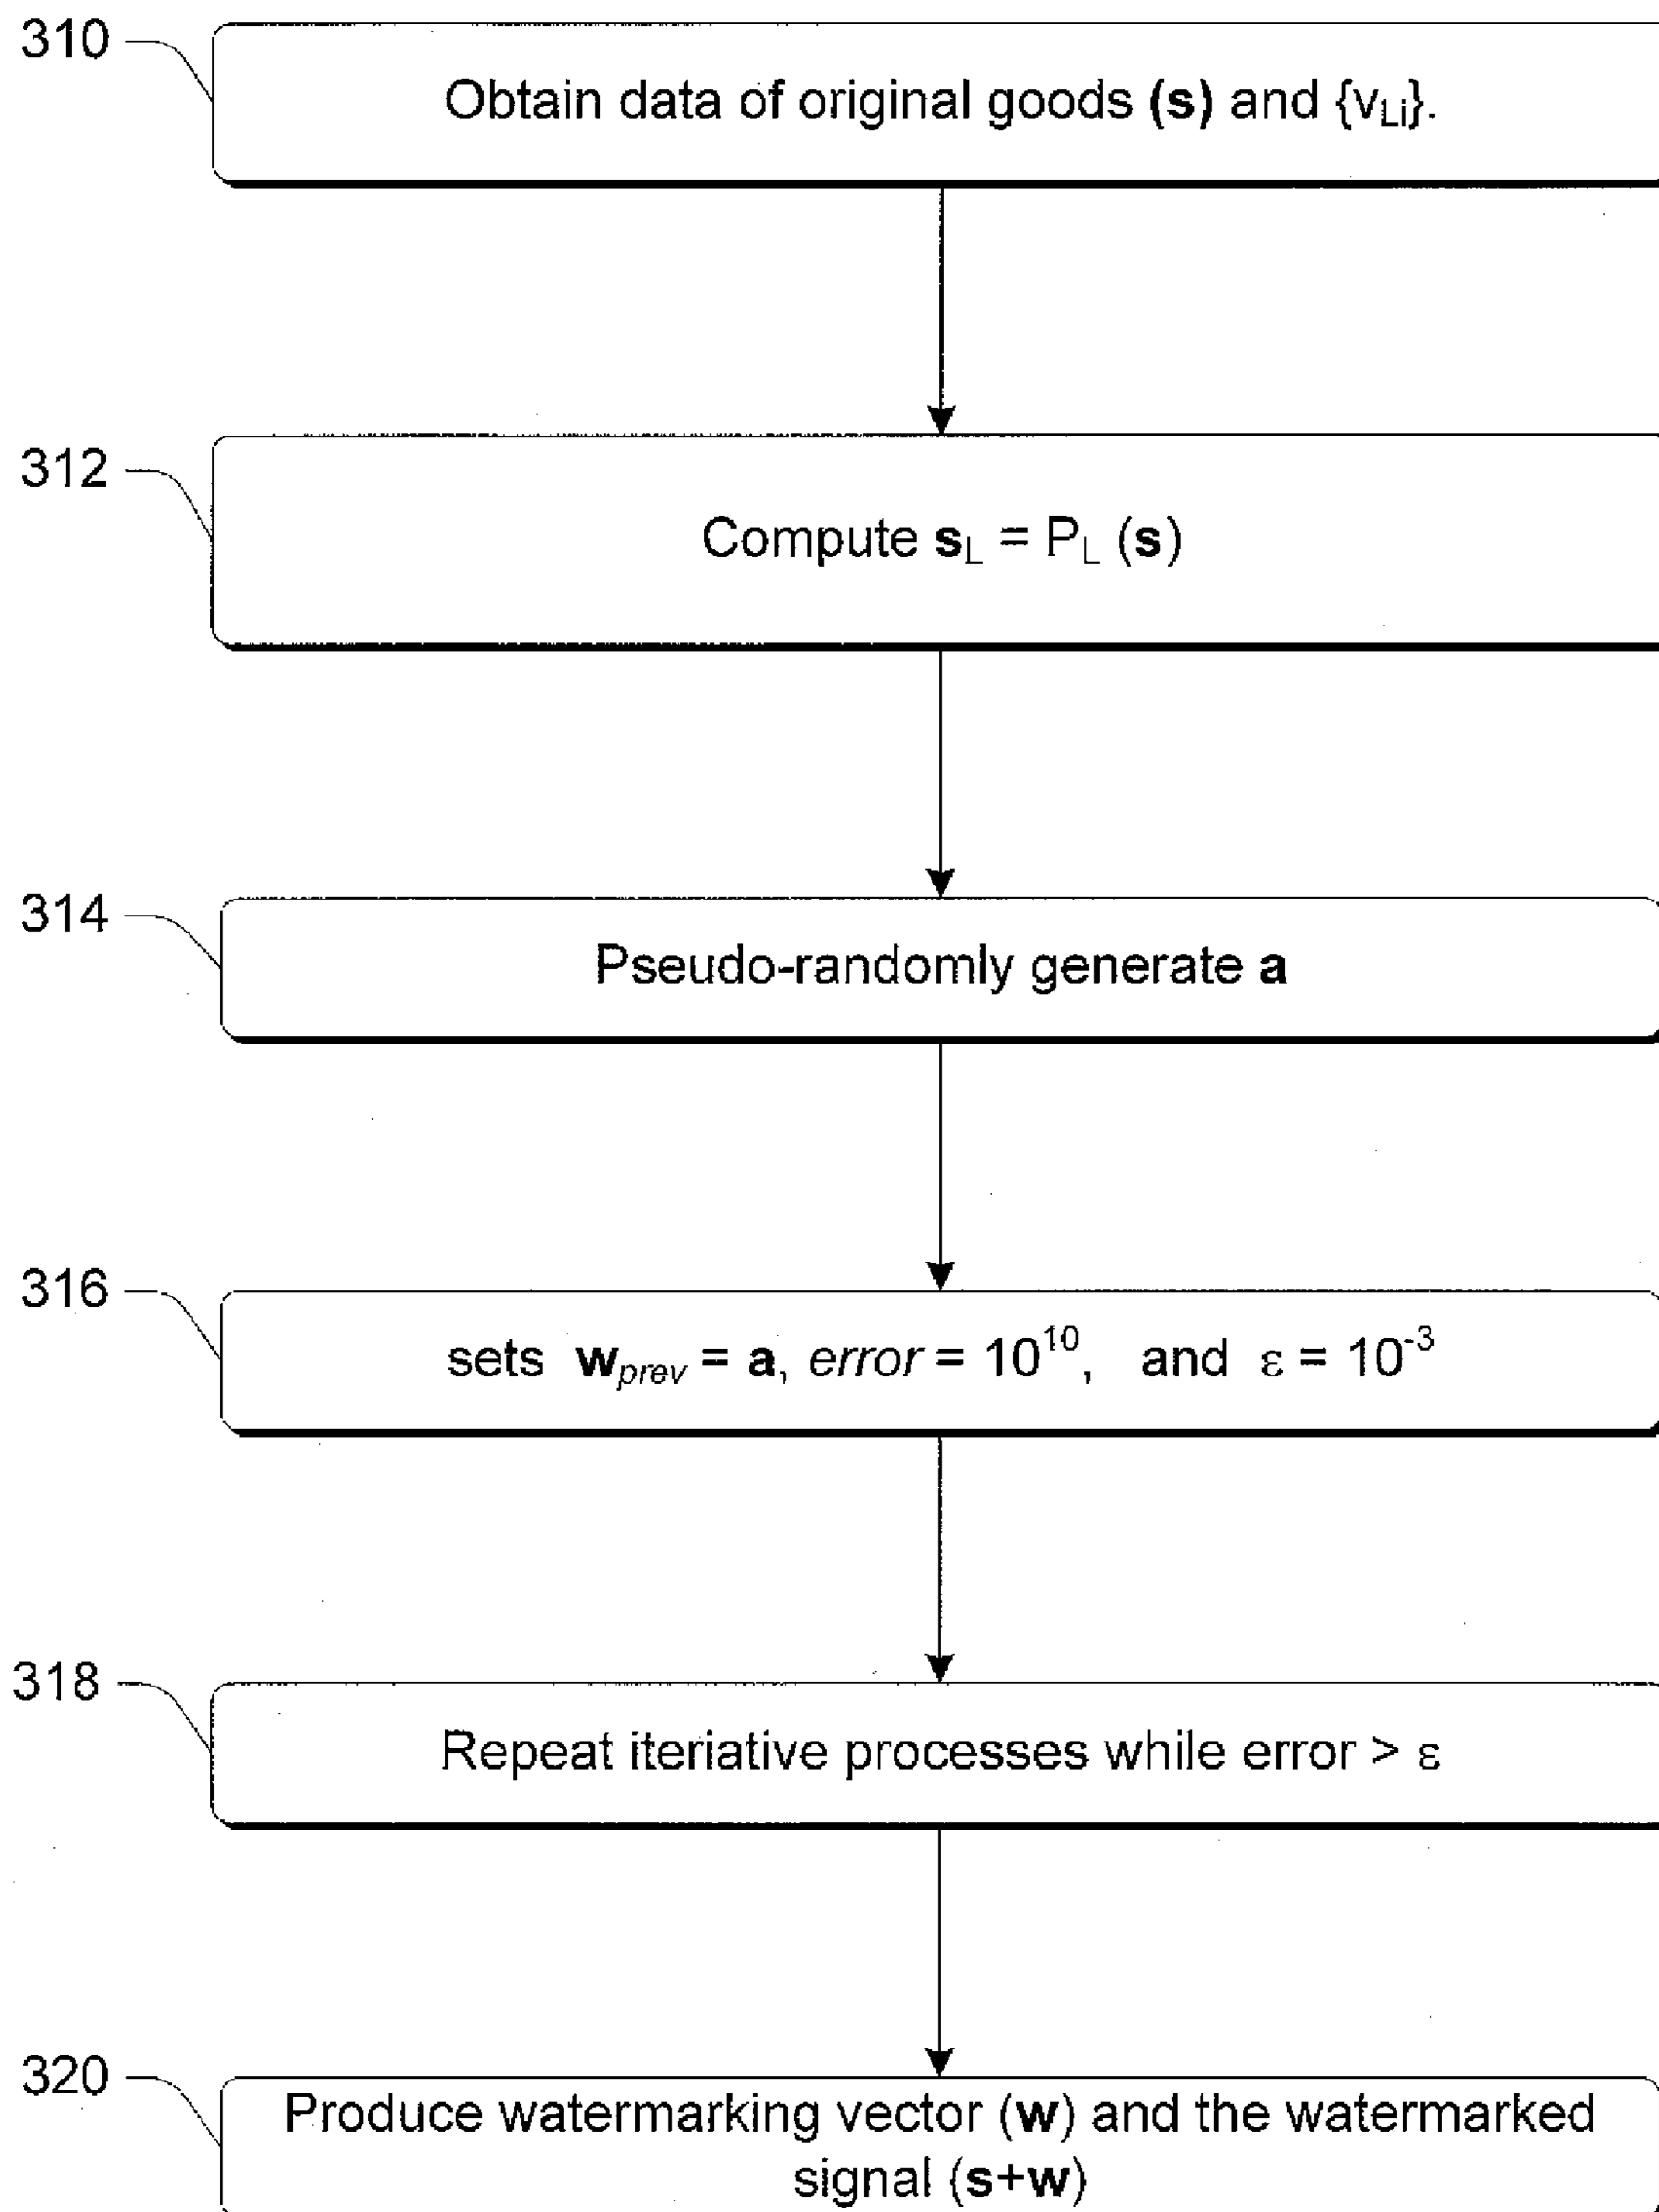 310
Obtain data of original goods (s) and {vLi}.
312
Compute sL = PL (s)
314
Pseudo-randomly generate a
316
sets wprev = a, error = 10^10, and ε = 10^-3
318
Repeat iteriative processes while error > ε
320
Produce watermarking vector (w) and the watermarked
signal (s+w)